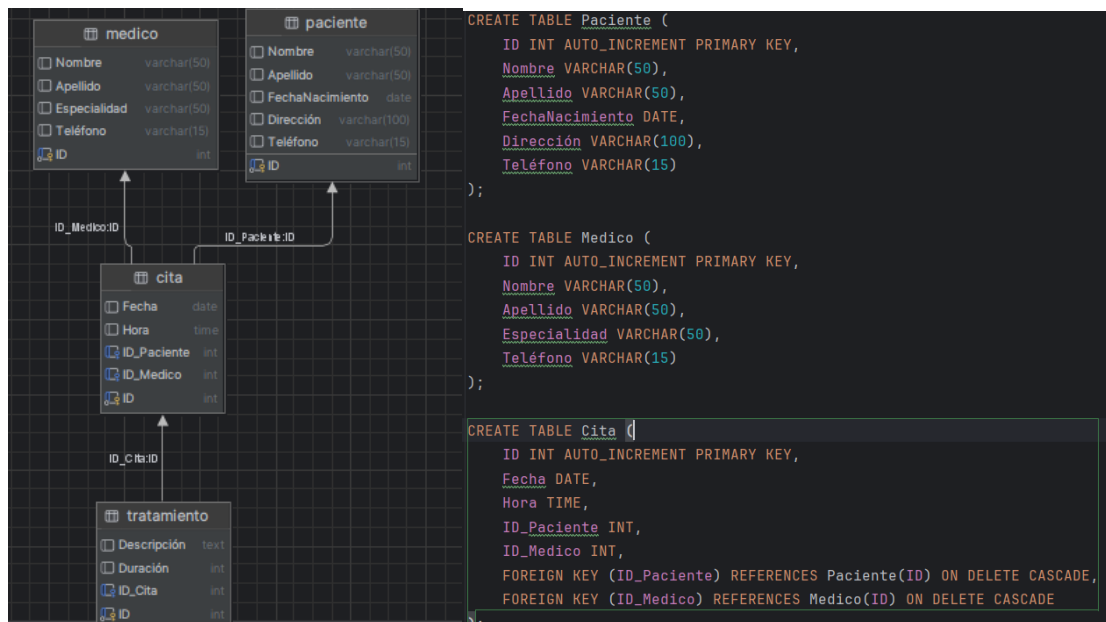 medico
Nombre varchar(50)
Apellido varchar(50)
Especialidad varchar(50)
Teléfono varchar(15)
ID int
paciente
Nombre varchar(50)
Apellido varchar(50)
FechaNacimiento date
Dirección varchar(100)
Teléfono varchar(15)
ID int
ID_Medico:ID
ID_Paciente:ID
cita
Fecha date
Hora time
ID_Paciente int
ID_Medico int
ID int
ID_Cita:ID
tratamiento
Descripción text
Duración int
ID_Cita int
ID int
CREATE TABLE Paciente (
ID INT AUTO_INCREMENT PRIMARY KEY,
Nombre VARCHAR(50),
Apellido VARCHAR(50),
FechaNacimiento DATE,
Dirección VARCHAR(100),
Teléfono VARCHAR(15)
);
CREATE TABLE Medico (
ID INT AUTO_INCREMENT PRIMARY KEY,
Nombre VARCHAR(50),
Apellido VARCHAR(50),
Especialidad VARCHAR(50),
Teléfono VARCHAR(15)
);
CREATE TABLE Cita (
ID INT AUTO_INCREMENT PRIMARY KEY,
Fecha DATE,
Hora TIME,
ID_Paciente INT,
ID_Medico INT,
FOREIGN KEY (ID_Paciente) REFERENCES Paciente(ID) ON DELETE CASCADE,
FOREIGN KEY (ID_Medico) REFERENCES Medico(ID) ON DELETE CASCADE
);